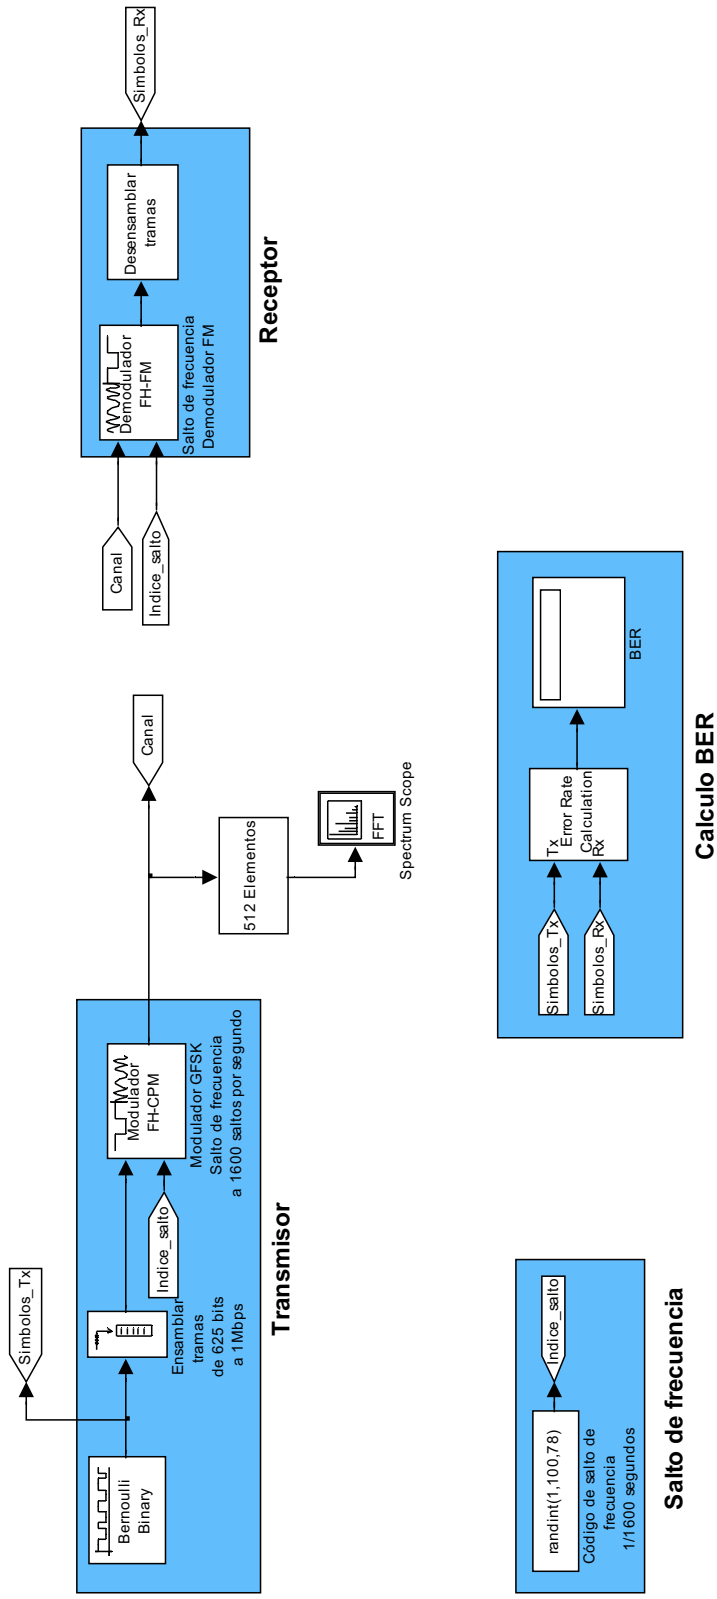 Simbolos_Tx
Bernoulli
Binary
Ensamblar
tramas
de 625 bits
a 1Mbps
Indice_salto
Modulador
FH-CPM
Modulador GFSK
Salto de frecuencia
a 1600 saltos por segundo
Transmisor
Canal
512 Elementos
FFT
Spectrum Scope
Canal
Indice_salto
Demodulador
FH-FM
Salto de frecuencia
Demodulador FM
Desensamblar
tramas
Simbolos_Rx
Receptor
randint(1,100,78)
Código de salto de
frecuencia
1/1600 segundos
Indice_salto
Salto de frecuencia
Simbolos_Tx
Simbolos_Rx
Tx
Rx
Error Rate
Calculation
BER
Calculo BER